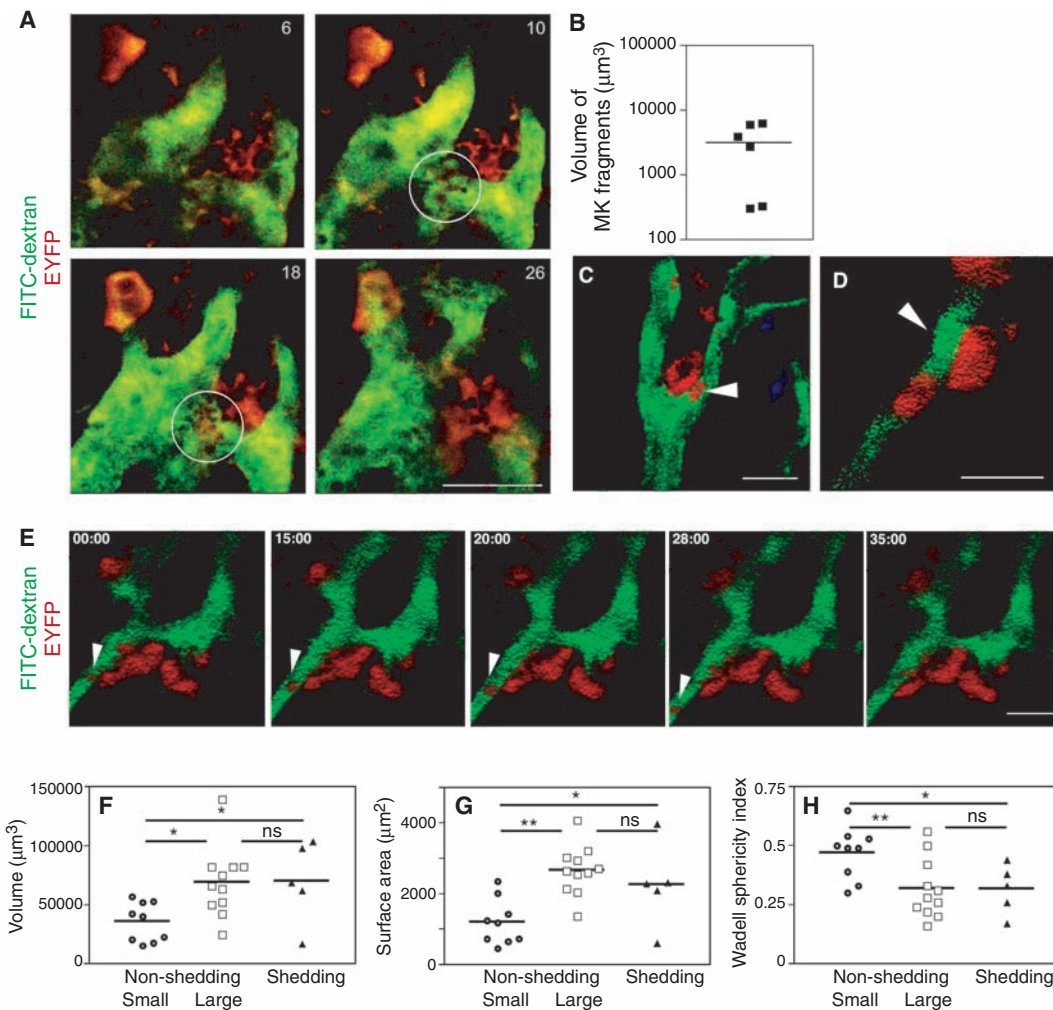 A
6
10
18
26
FITC-dextran
EYFP
B
100000
10000
1000
100
Volume of
MK fragments (µm³)
C
D
E
00:00
15:00
20:00
28:00
35:00
FITC-dextran
EYFP
F
150000
100000
50000
0
Volume (µm³)
*
*
ns
Non-shedding Shedding
Small Large
G
4000
2000
0
Surface area (µm²)
*
**
ns
Non-shedding Shedding
Small Large
H
0.75
0.5
0.25
0
Wadell sphericity index
*
**
ns
Non-shedding Shedding
Small Large